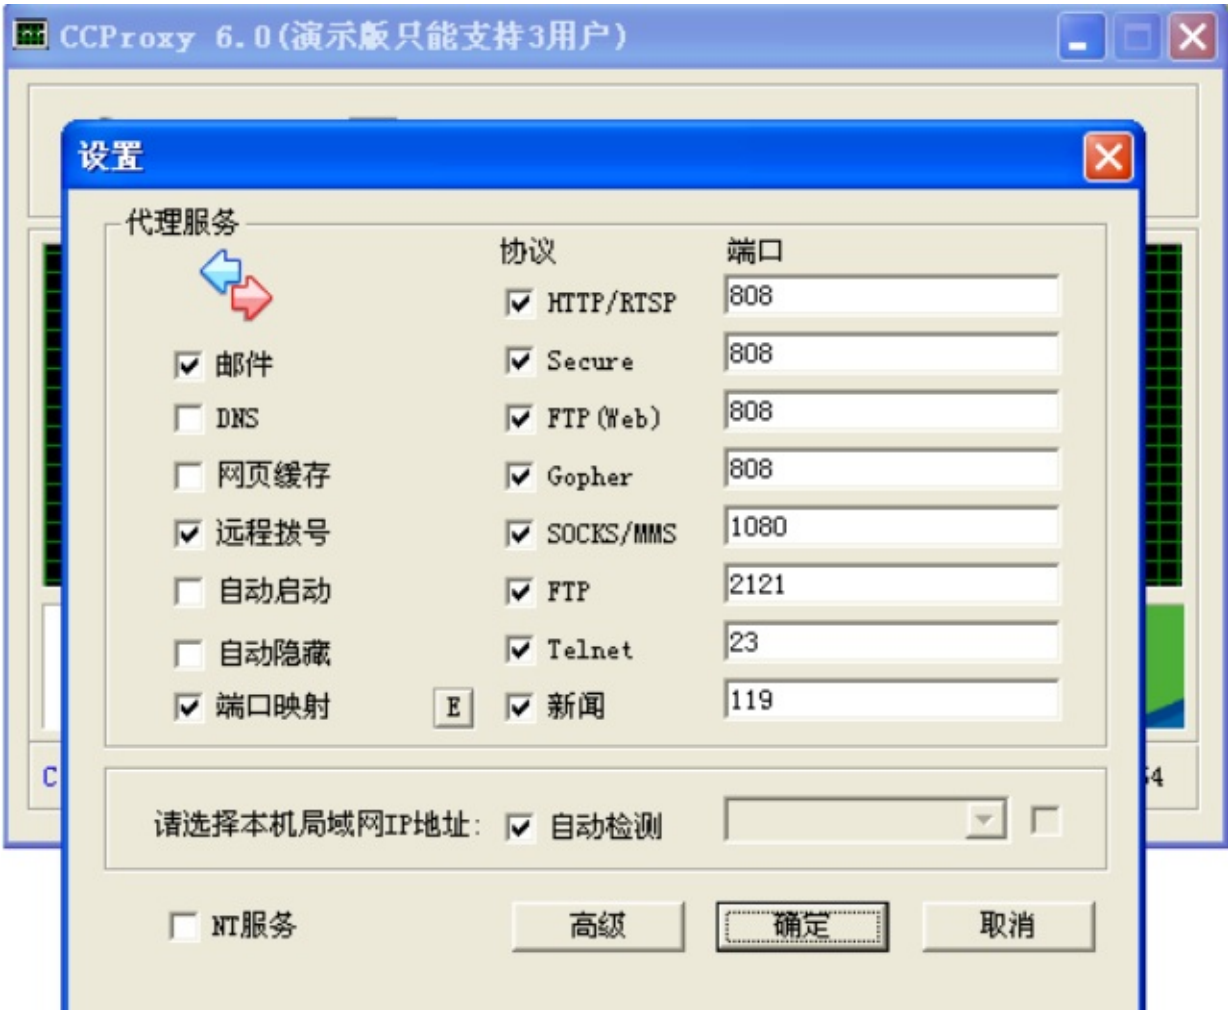 CCProxy 6.0(演示版只能支持3用户)
设置
代理服务
协议 端口
HTTP/RTSP 808
邮件 Secure 808
DNS FTP(Web) 808
网页缓存 Gopher 808
远程拨号 SOCKS/MMS 1080
自动启动 FTP 2121
自动隐藏 Telnet 23
端口映射 E 新闻 119
C
4
请选择本机局域网IP地址: 自动检测
NT服务 高级 确定 取消